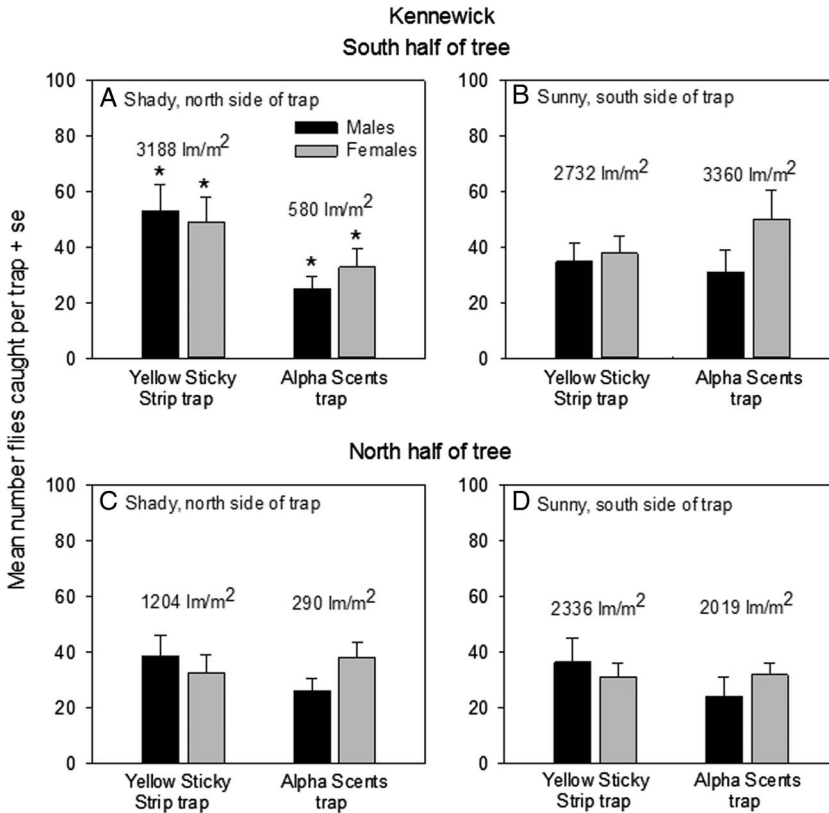 Kennewick
South half of tree
Mean number flies caught per trap + se
100
80
60
40
20
0
A Shady, north side of trap
Males
Females
3188 lm/m²
* *
580 lm/m²
* *
Yellow Sticky
Strip trap
Alpha Scents
trap
100
80
60
40
20
0
B Sunny, south side of trap
2732 lm/m²
3360 lm/m²
Yellow Sticky
Strip trap
Alpha Scents
trap
North half of tree
100
80
60
40
20
0
C Shady, north side of trap
1204 lm/m²
290 lm/m²
Yellow Sticky
Strip trap
Alpha Scents
trap
100
80
60
40
20
0
D Sunny, south side of trap
2336 lm/m²
2019 lm/m²
Yellow Sticky
Strip trap
Alpha Scents
trap